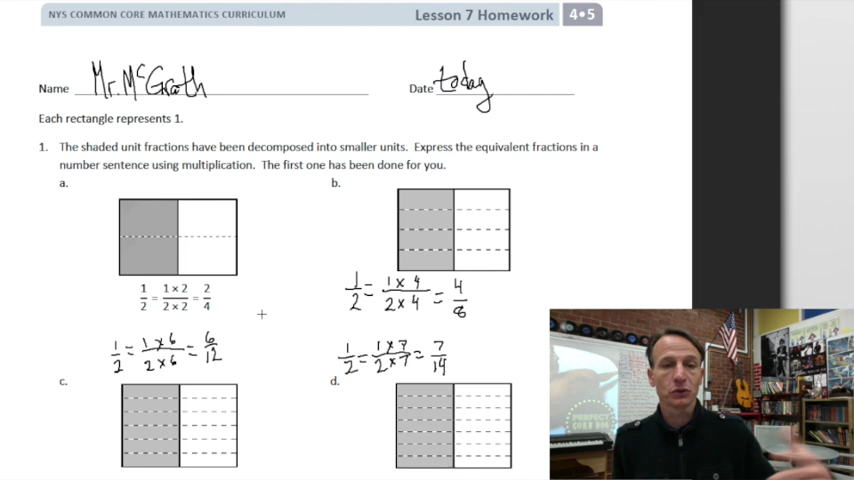 NYS COMMON CORE MATHEMATICS CURRICULUM Lesson 7 Homework 4•5
Name Mr. McGrath Date today
Each rectangle represents 1.
1. The shaded unit fractions have been decomposed into smaller units. Express the equivalent fractions in a
number sentence using multiplication. The first one has been done for you.
a. b.
1/2 = (1 × 2)/(2 × 2) = 2/4
1/2 = (1 × 4)/(2 × 4) = 4/8
1/2 = (1 × 6)/(2 × 6) = 6/12
1/2 = (1 × 7)/(2 × 7) = 7/14
c. d.
PERFECT
CORN DOG